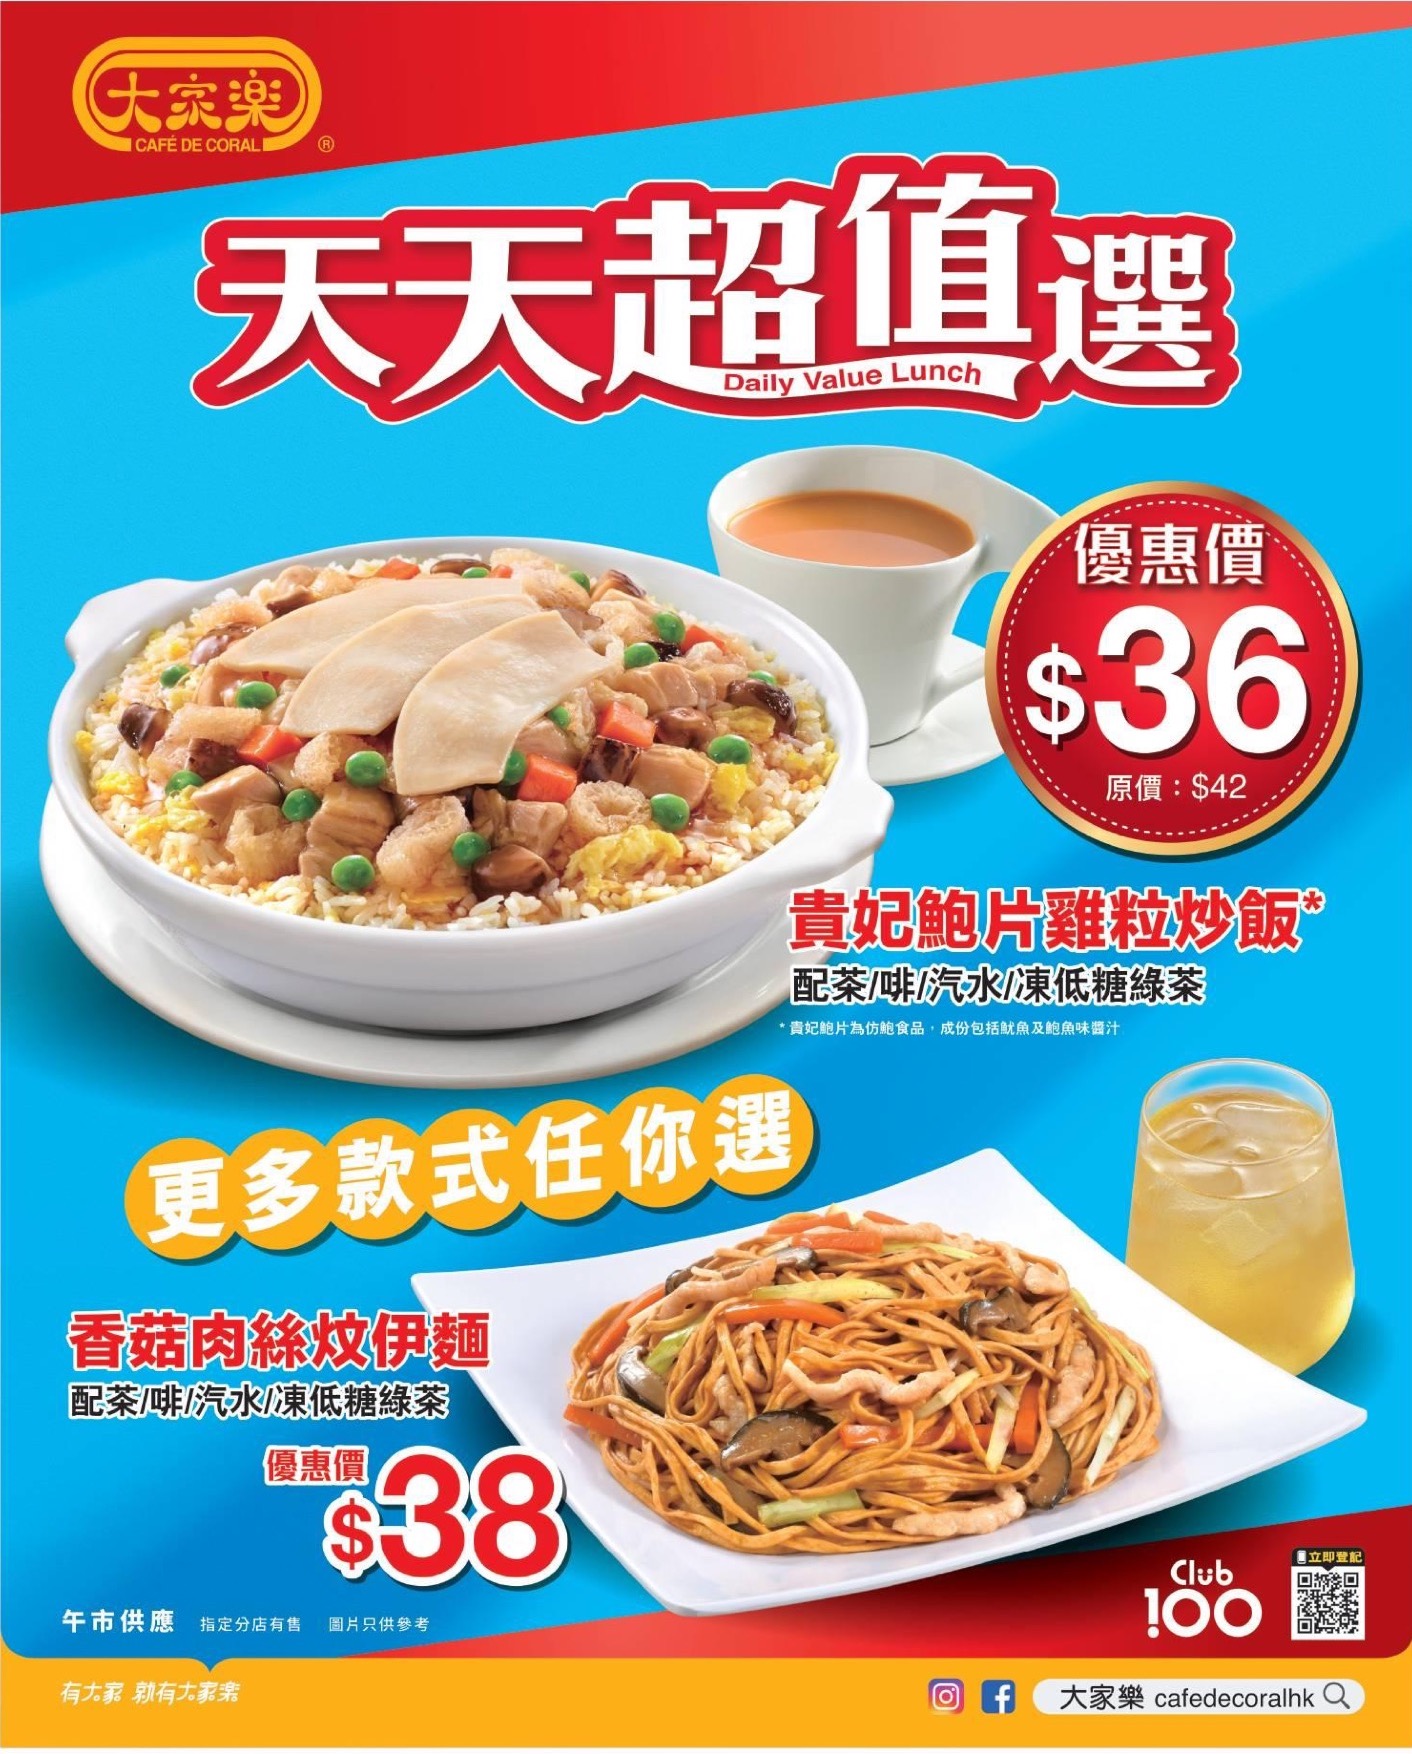 大家樂
CAFÉ DE CORAL
®
天天超值選
Daily Value Lunch
優惠價
$36
原價：$42
貴妃鮑片雞粒炒飯*
配茶/啡/汽水/凍低糖綠茶
*貴妃鮑片為仿鮑食品，成份包括魷魚及鮑魚味醬汁
更多款式任你選
香菇肉絲炆伊麵
配茶/啡/汽水/凍低糖綠茶
優惠價
$38
午市供應 指定分店有售 圖片只供參考
Club
100
立即登記
有大家 就有大家樂
大家樂 cafedecoralhk